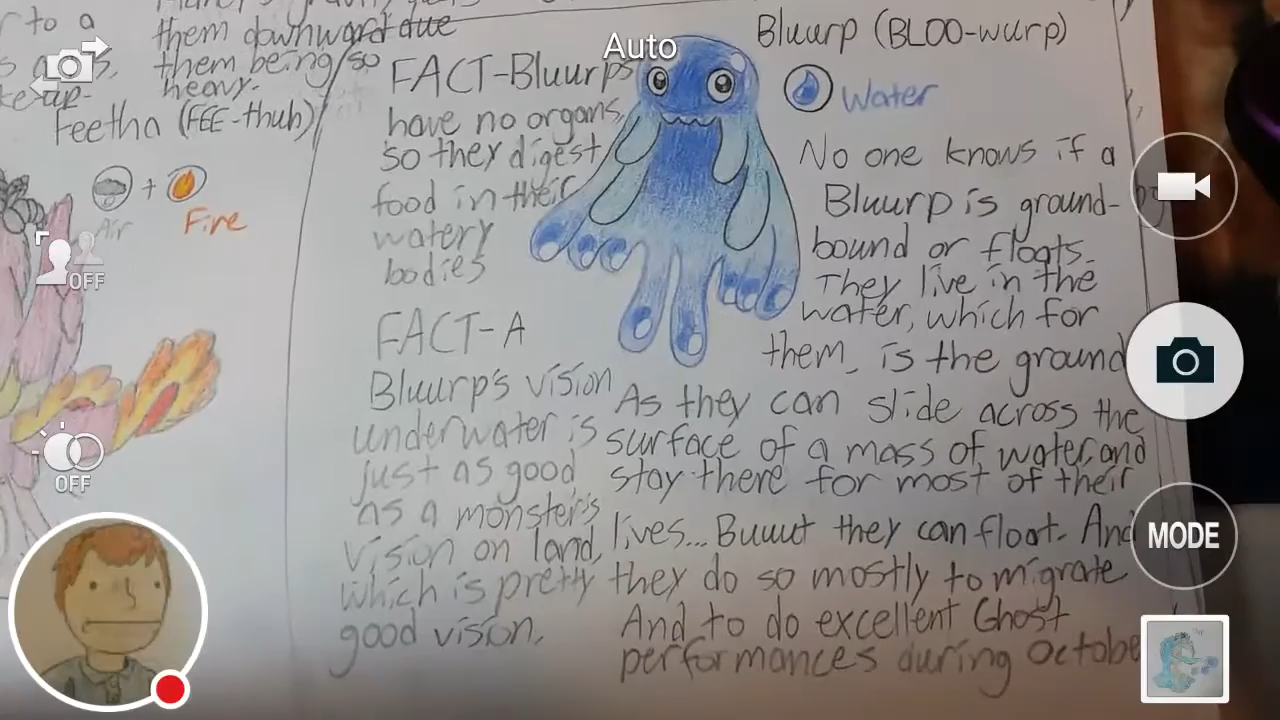 them downward due
them being so
heavy.
Feetha (FEE-thuh)
Air + Fire
OFF
OFF
Auto
MODE
Bluurp (BLOO-wurp)
Water
FACT-Bluurps
have no organs,
so they digest
food in their
watery
bodies
FACT-A
Bluurp's vision
underwater is
just as good
as a monster's
vision on land,
which is pretty
good vision.
No one knows if a
Bluurp is ground-
bound or floats.
They live in the
water, which for
them, is the ground
As they can slide across the
surface of a mass of water, and
stay there for most of their
lives... Buuut they can float. And
they do so mostly to migrate
And to do excellent Ghost
performances during Octobe